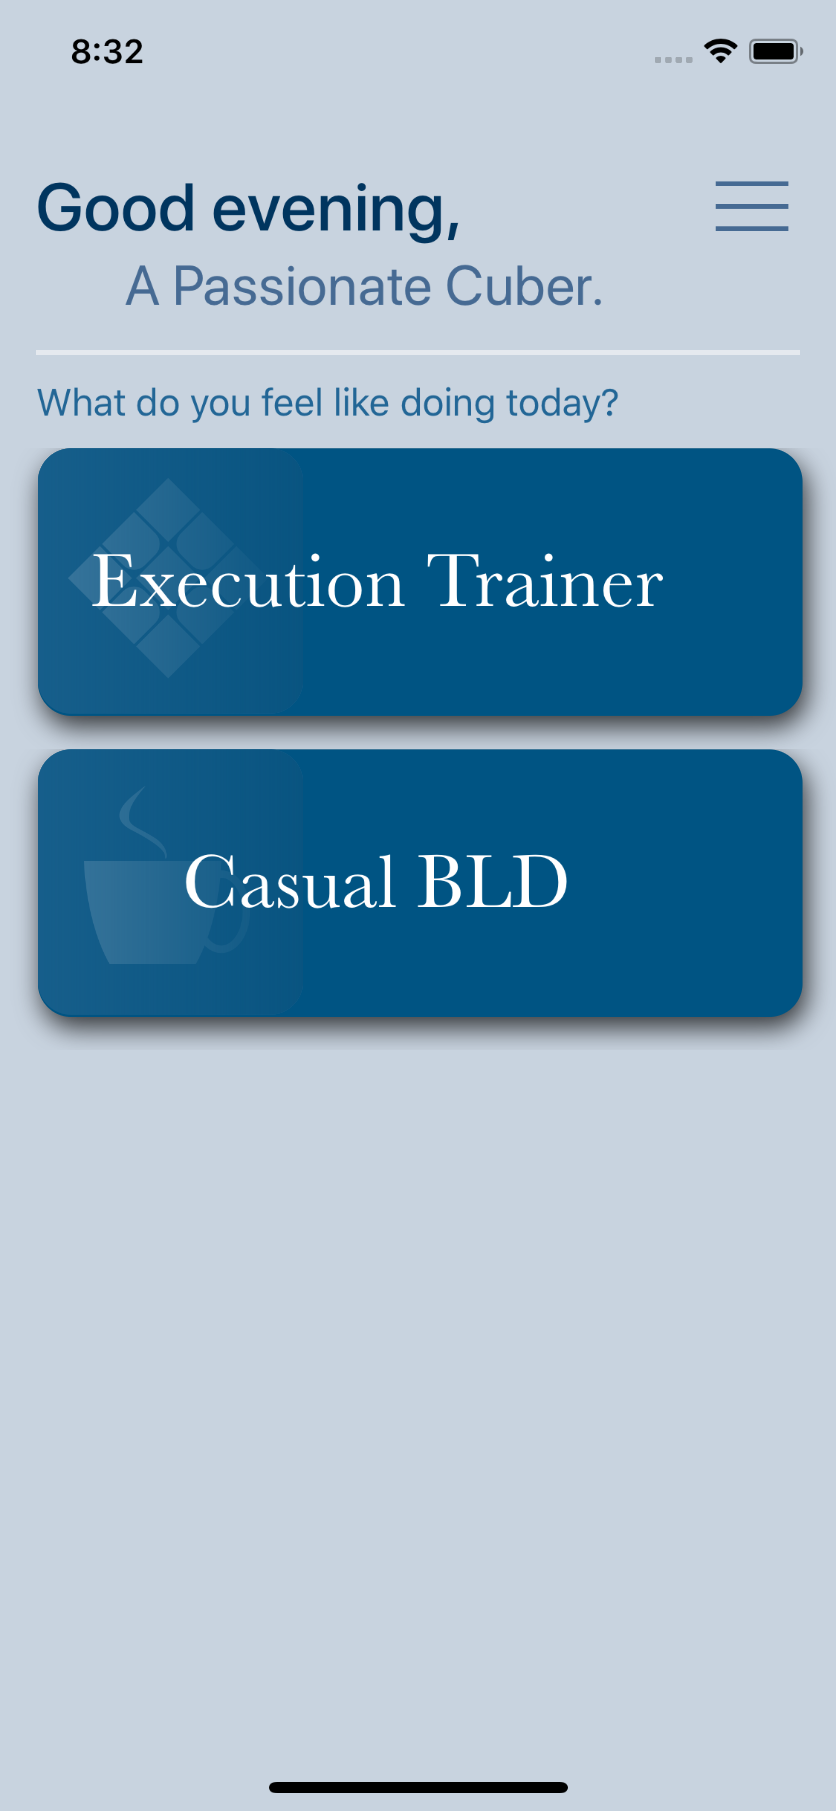 8:32
Good evening,
A Passionate Cuber.
What do you feel like doing today?
Execution Trainer
Casual BLD